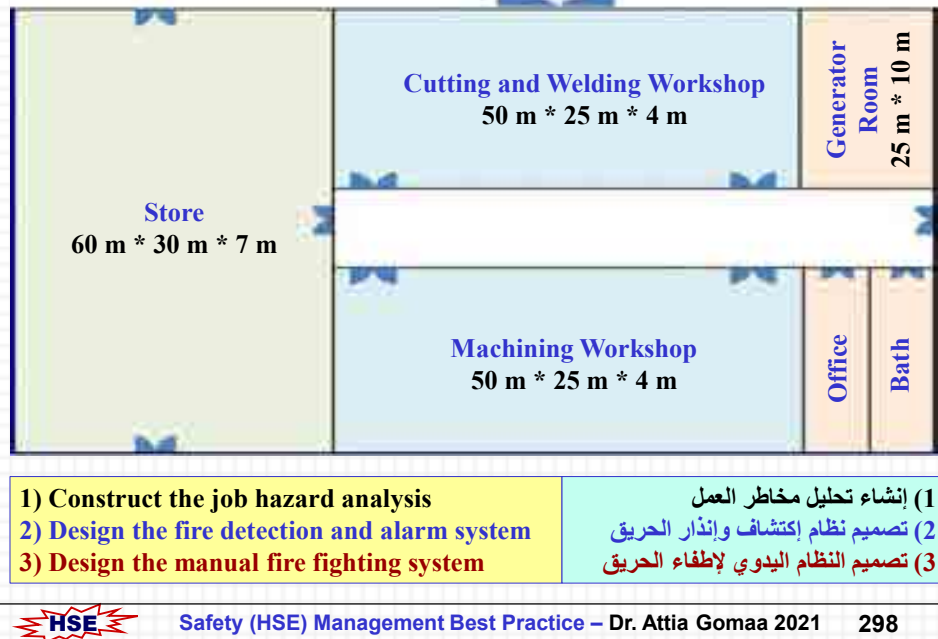 Cutting and Welding Workshop
50 m * 25 m * 4 m
Generator
Room
25 m * 10 m
Store
60 m * 30 m * 7 m
Machining Workshop
50 m * 25 m * 4 m
Office
Bath
1) Construct the job hazard analysis
2) Design the fire detection and alarm system
3) Design the manual fire fighting system
1) إنشاء تحليل مخاطر العمل
2) تصميم نظام إكتشاف وإنذار الحريق
3) تصميم النظام اليدوي لإطفاء الحريق
HSE
Safety (HSE) Management Best Practice – Dr. Attia Gomaa 2021
298